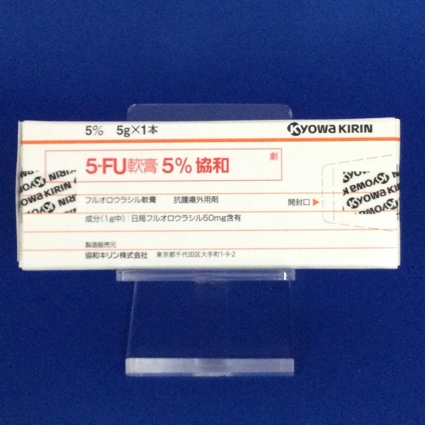 5% 5g×1本
KYOWA KIRIN
5-FU軟膏5%協和
劇
フルオロウラシル軟膏 抗腫瘍外用剤
開封口▶
成分(1g中):日局フルオロウラシル50mg含有
製造販売元
協和キリン株式会社 東京都千代田区大手町1-9-2